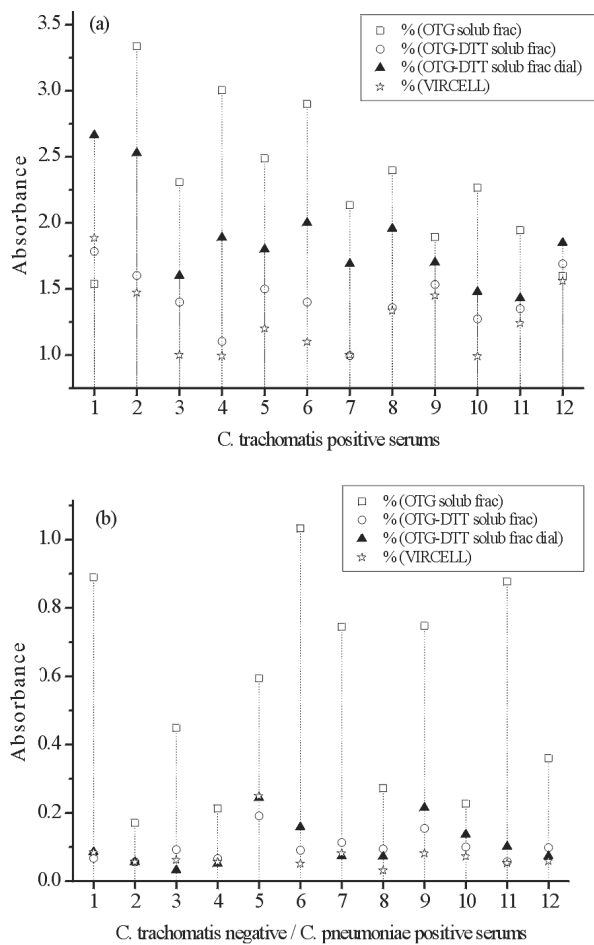 (a)
% (OTG solub frac)
% (OTG-DTT solub frac)
% (OTG-DTT solub frac dial)
% (VIRCELL)
3.5
3.0
2.5
2.0
1.5
1.0
Absorbance
1 2 3 4 5 6 7 8 9 10 11 12
C. trachomatis positive serums
(b)
% (OTG solub frac)
% (OTG-DTT solub frac)
% (OTG-DTT solub frac dial)
% (VIRCELL)
1.0
0.8
0.6
0.4
0.2
0.0
Absorbance
1 2 3 4 5 6 7 8 9 10 11 12
C. trachomatis negative / C. pneumoniae positive serums